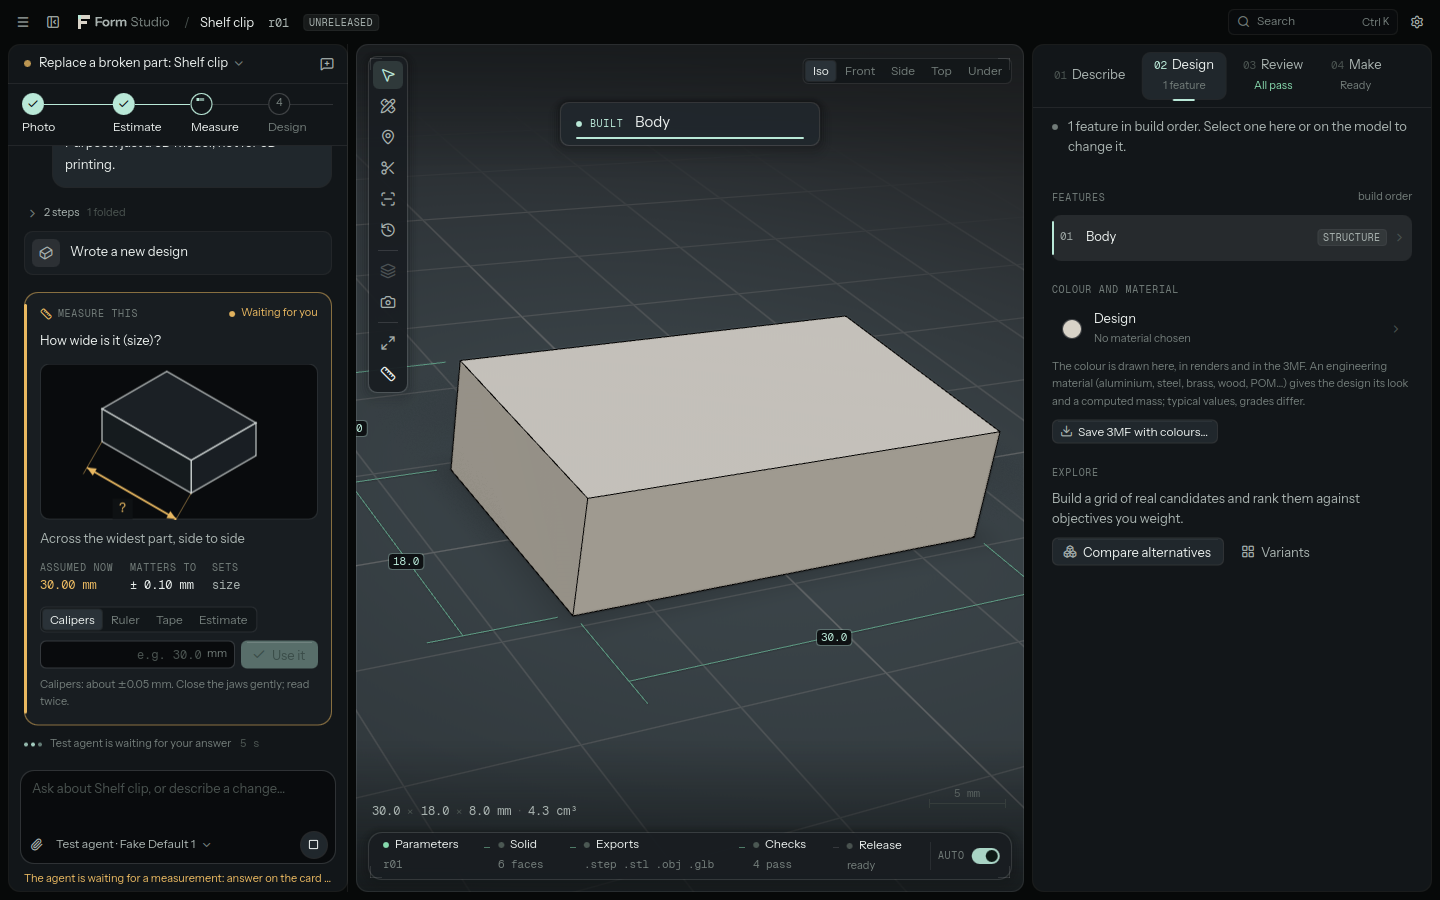 Form Studio / Shelf clip r01 UNRELEASED
Search Ctrl K
Replace a broken part: Shelf clip
4
Photo Estimate Measure Design
printing.
2 steps 1 folded
Wrote a new design
MEASURE THIS Waiting for you
How wide is it (size)?
?
Across the widest part, side to side
ASSUMED NOW MATTERS TO SETS
30.00 mm ± 0.10 mm size
Calipers Ruler Tape Estimate
e.g. 30.0 mm Use it
Calipers: about ±0.05 mm. Close the jaws gently; read
twice.
Test agent is waiting for your answer 5 s
Ask about Shelf clip, or describe a change...
Test agent · Fake Default 1
The agent is waiting for a measurement: answer on the card ...
Iso Front Side Top Under
BUILT Body
0
18.0
30.0
5 mm
30.0 × 18.0 × 8.0 mm · 4.3 cm³
Parameters Solid Exports Checks Release
r01 6 faces .step .stl .obj .glb 4 pass ready
AUTO
01 Describe 02 Design 03 Review 04 Make
1 feature All pass Ready
1 feature in build order. Select one here or on the model to
change it.
FEATURES build order
01 Body STRUCTURE
COLOUR AND MATERIAL
Design
No material chosen
The colour is drawn here, in renders and in the 3MF. An engineering
material (aluminium, steel, brass, wood, POM...) gives the design its look
and a computed mass; typical values, grades differ.
Save 3MF with colours...
EXPLORE
Build a grid of real candidates and rank them against
objectives you weight.
Compare alternatives Variants